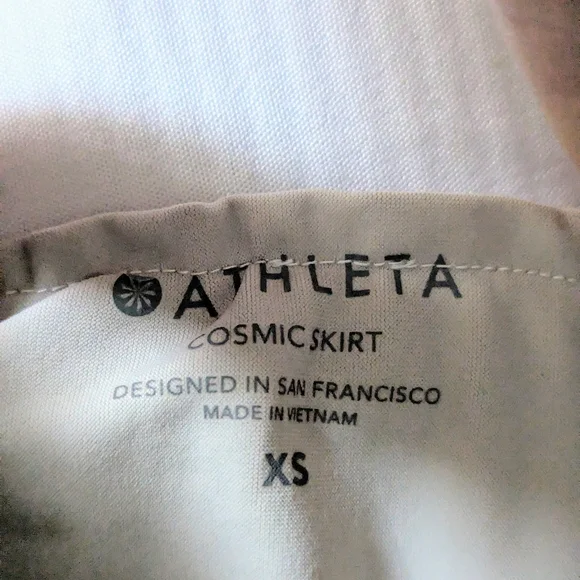 ATHLETA
COSMIC SKIRT
DESIGNED IN SAN FRANCISCO
MADE IN VIETNAM
XS